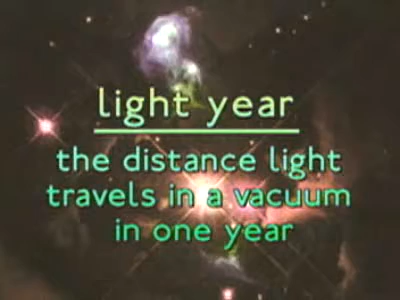 light year
the distance light
travels in a vacuum
in one year